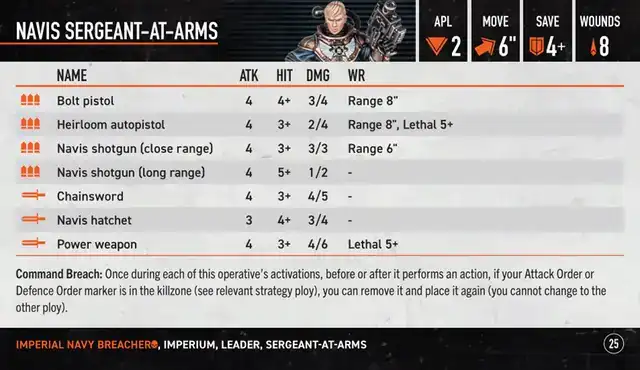 NAVIS SERGEANT-AT-ARMS
APL MOVE SAVE WOUNDS
2 6" 4+ 8
NAME ATK HIT DMG WR
Bolt pistol 4 4+ 3/4 Range 8"
Heirloom autopistol 4 3+ 2/4 Range 8", Lethal 5+
Navis shotgun (close range) 4 3+ 3/3 Range 6"
Navis shotgun (long range) 4 5+ 1/2 -
Chainsword 4 3+ 4/5 -
Navis hatchet 3 4+ 3/4 -
Power weapon 4 3+ 4/6 Lethal 5+
Command Breach: Once during each of this operative's activations, before or after it performs an action, if your Attack Order or
Defence Order marker is in the killzone (see relevant strategy ploy), you can remove it and place it again (you cannot change to the
other ploy).
IMPERIAL NAVY BREACHER, IMPERIUM, LEADER, SERGEANT-AT-ARMS
25